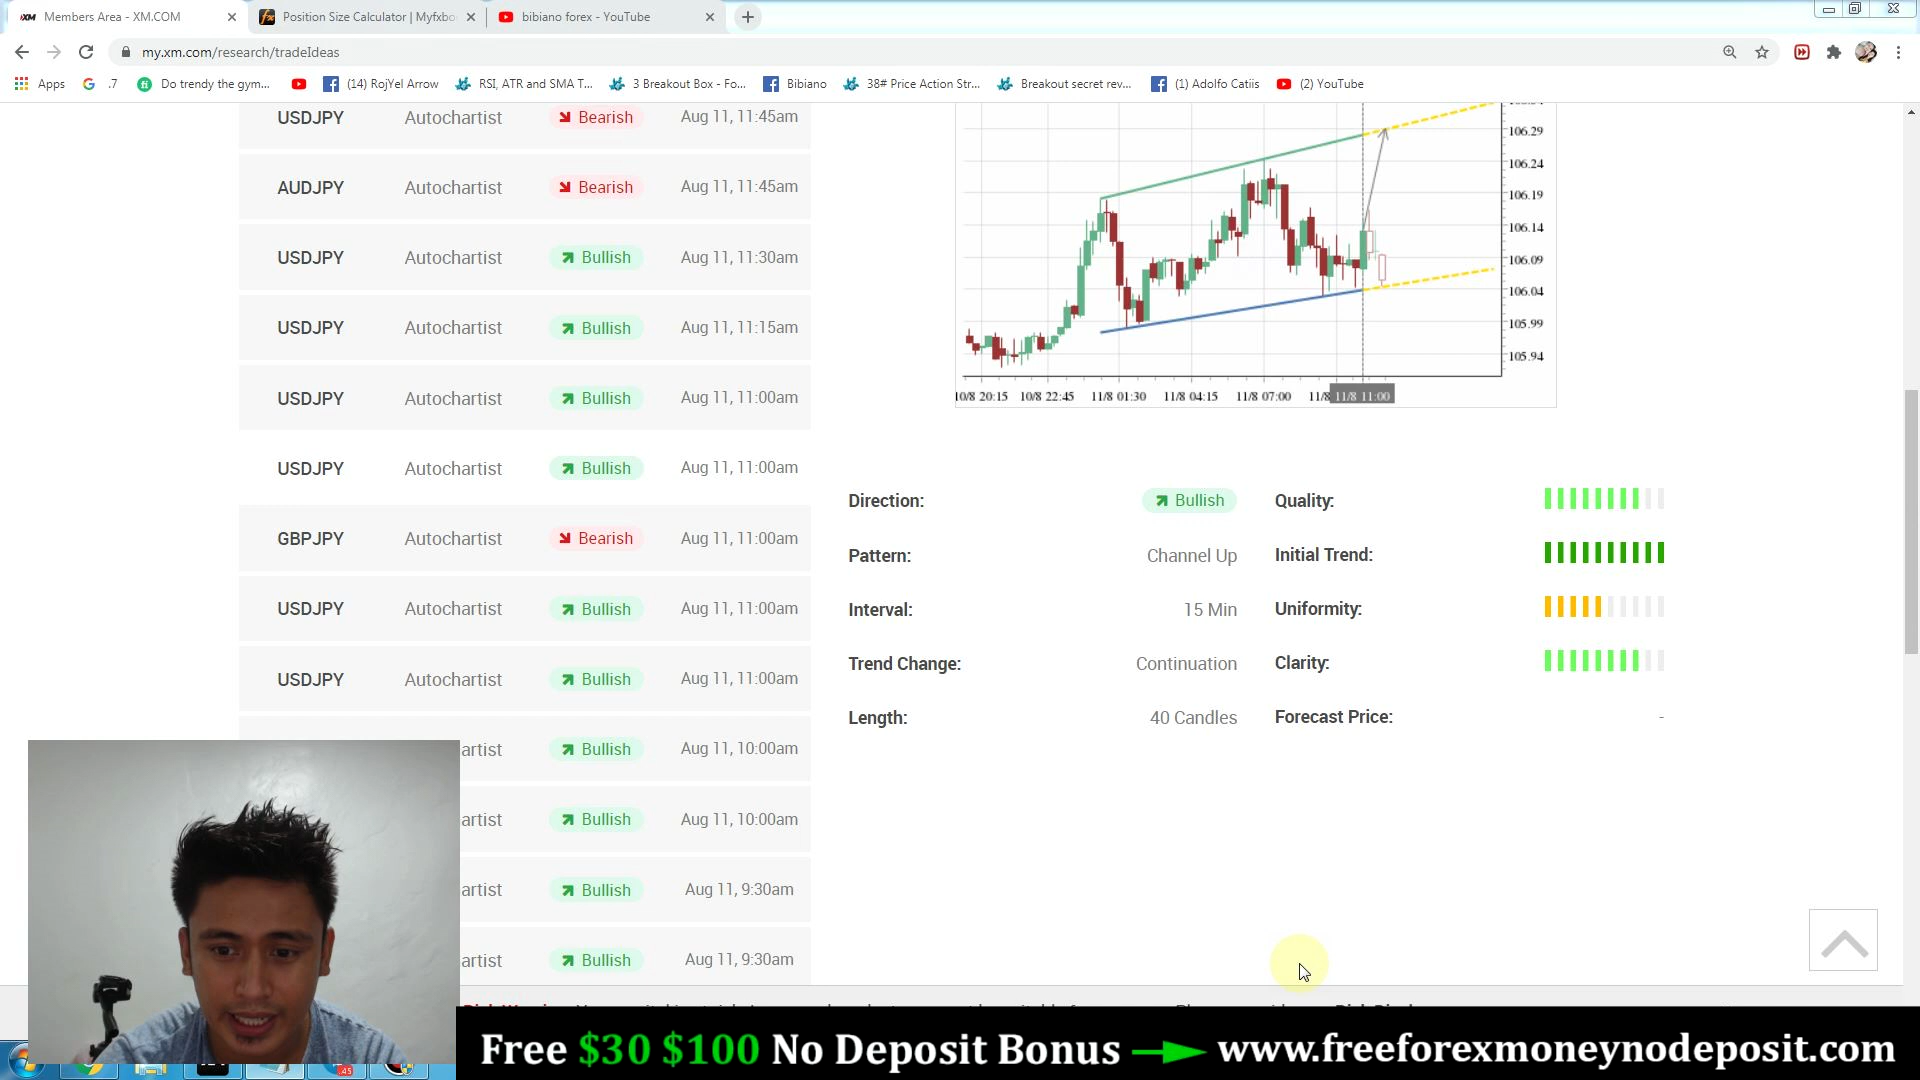 XM Members Area - XM.COM
Position Size Calculator | Myfxbo
bibiano forex - YouTube
my.xm.com/research/tradeIdeas
Apps
G .7
fi Do trendy the gym...
(14) RojYel Arrow
RSI, ATR and SMA T...
3 Breakout Box - Fo...
Bibiano
38# Price Action Str...
Breakout secret rev...
(1) Adolfo Catiis
(2) YouTube
USDJPY Autochartist Bearish Aug 11, 11:45am
AUDJPY Autochartist Bearish Aug 11, 11:45am
USDJPY Autochartist Bullish Aug 11, 11:30am
USDJPY Autochartist Bullish Aug 11, 11:15am
USDJPY Autochartist Bullish Aug 11, 11:00am
USDJPY Autochartist Bullish Aug 11, 11:00am
GBPJPY Autochartist Bearish Aug 11, 11:00am
USDJPY Autochartist Bullish Aug 11, 11:00am
USDJPY Autochartist Bullish Aug 11, 11:00am
artist Bullish Aug 11, 10:00am
artist Bullish Aug 11, 10:00am
artist Bullish Aug 11, 9:30am
artist Bullish Aug 11, 9:30am
106.29
106.24
106.19
106.14
106.09
106.04
105.99
105.94
10/8 20:15 10/8 22:45 11/8 01:30 11/8 04:15 11/8 07:00 11/8 11/8 11:00
Direction: Bullish Quality:
Pattern: Channel Up Initial Trend:
Interval: 15 Min Uniformity:
Trend Change: Continuation Clarity:
Length: 40 Candles Forecast Price: -
.45
Free $30 $100 No Deposit Bonus www.freeforexmoneynodeposit.com